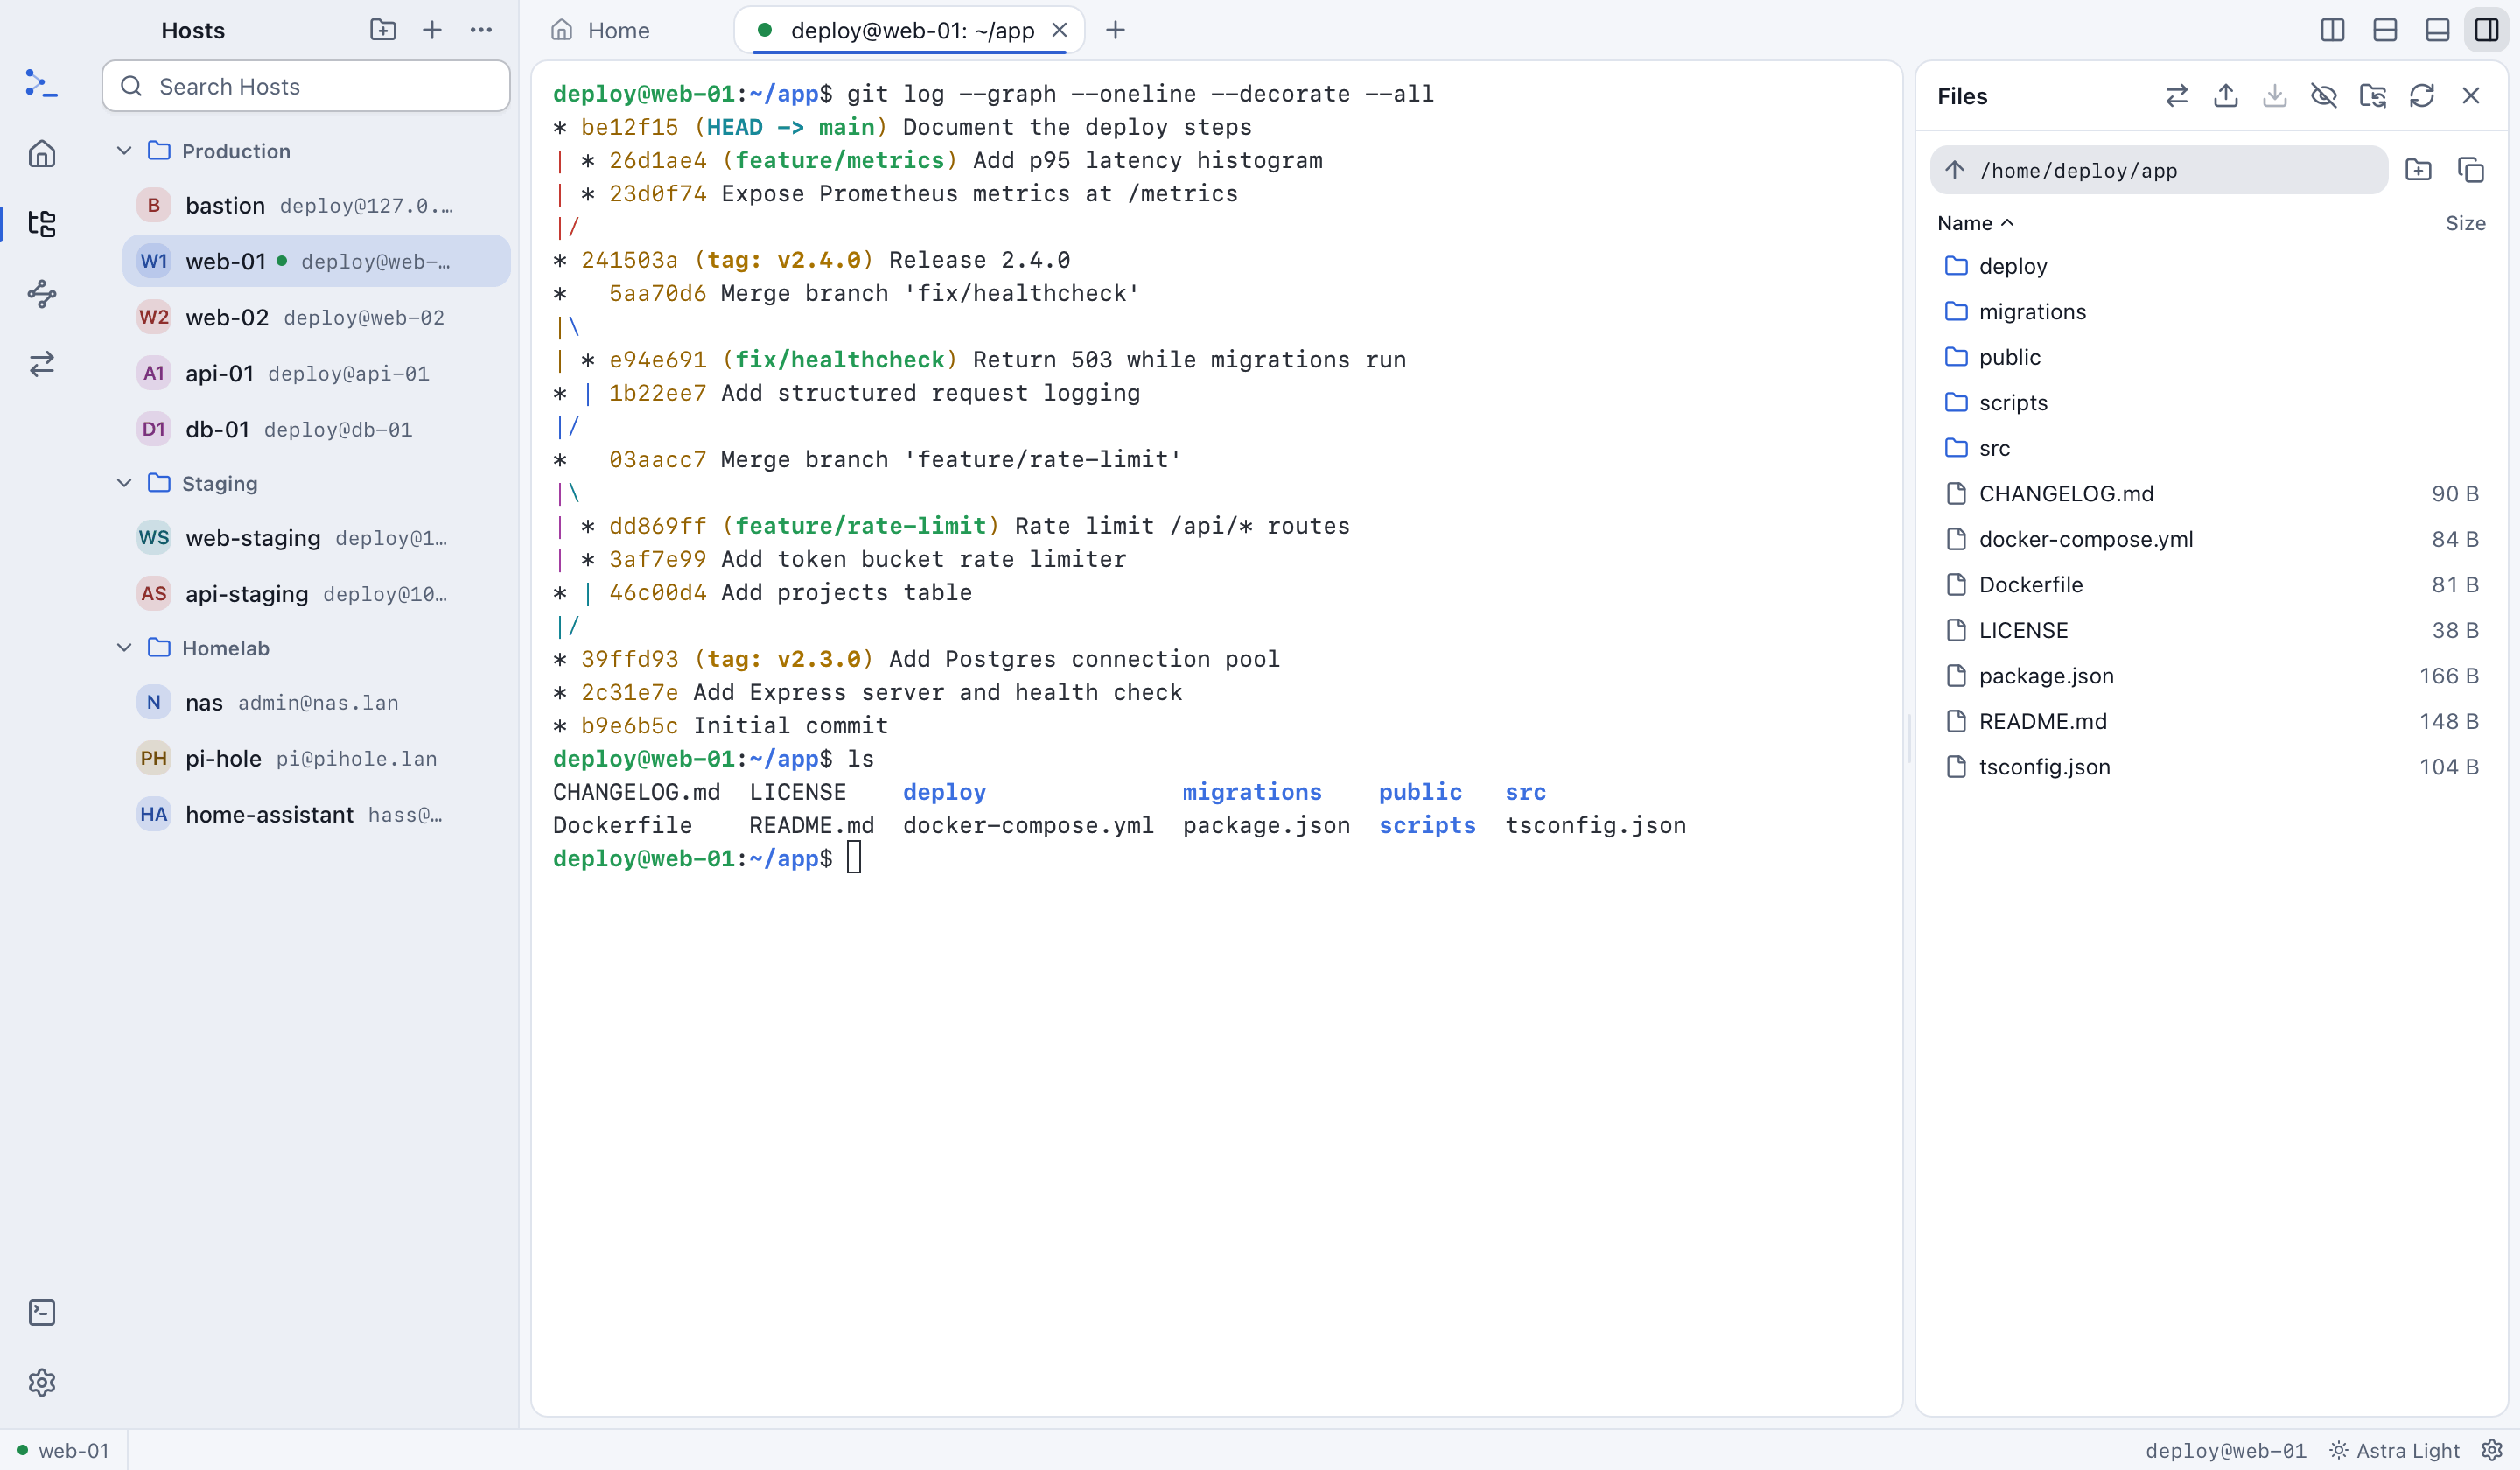 Hosts
Search Hosts
Production
B bastion deploy@127.0.…
W1 web-01 deploy@web-…
W2 web-02 deploy@web-02
A1 api-01 deploy@api-01
D1 db-01 deploy@db-01
Staging
WS web-staging deploy@1…
AS api-staging deploy@10…
Homelab
N nas admin@nas.lan
PH pi-hole pi@pihole.lan
HA home-assistant hass@…
Home
deploy@web-01: ~/app
deploy@web-01:~/app$ git log --graph --oneline --decorate --all
* be12f15 (HEAD -> main) Document the deploy steps
| * 26d1ae4 (feature/metrics) Add p95 latency histogram
| * 23d0f74 Expose Prometheus metrics at /metrics
|/
* 241503a (tag: v2.4.0) Release 2.4.0
*   5aa70d6 Merge branch 'fix/healthcheck'
|\
| * e94e691 (fix/healthcheck) Return 503 while migrations run
* | 1b22ee7 Add structured request logging
|/
*   03aacc7 Merge branch 'feature/rate-limit'
|\
| * dd869ff (feature/rate-limit) Rate limit /api/* routes
| * 3af7e99 Add token bucket rate limiter
* | 46c00d4 Add projects table
|/
* 39ffd93 (tag: v2.3.0) Add Postgres connection pool
* 2c31e7e Add Express server and health check
* b9e6b5c Initial commit
deploy@web-01:~/app$ ls
CHANGELOG.md  LICENSE    deploy              migrations    public   src
Dockerfile    README.md  docker-compose.yml  package.json  scripts  tsconfig.json
deploy@web-01:~/app$
Files
/home/deploy/app
Name Size
deploy
migrations
public
scripts
src
CHANGELOG.md 90 B
docker-compose.yml 84 B
Dockerfile 81 B
LICENSE 38 B
package.json 166 B
README.md 148 B
tsconfig.json 104 B
web-01
deploy@web-01 Astra Light